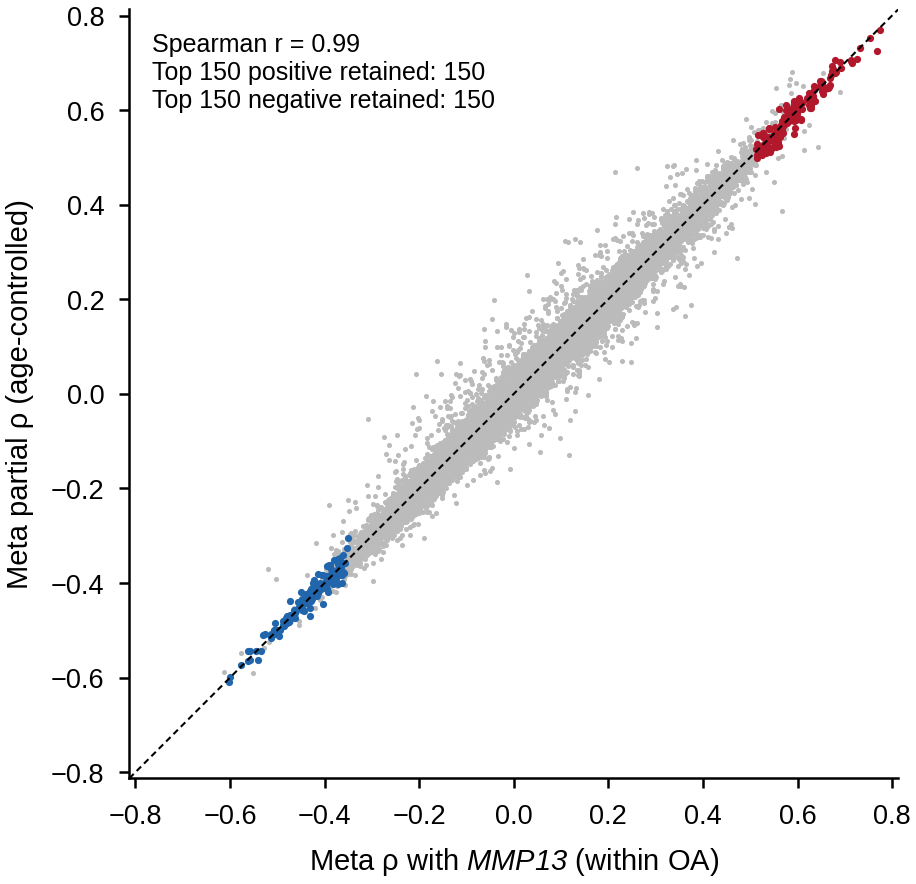 Spearman r = 0.99
Top 150 positive retained: 150
Top 150 negative retained: 150
Meta partial ρ (age-controlled)
0.8
0.6
0.4
0.2
0.0
−0.2
−0.4
−0.6
−0.8
−0.8 −0.6 −0.4 −0.2 0.0 0.2 0.4 0.6 0.8
Meta ρ with MMP13 (within OA)